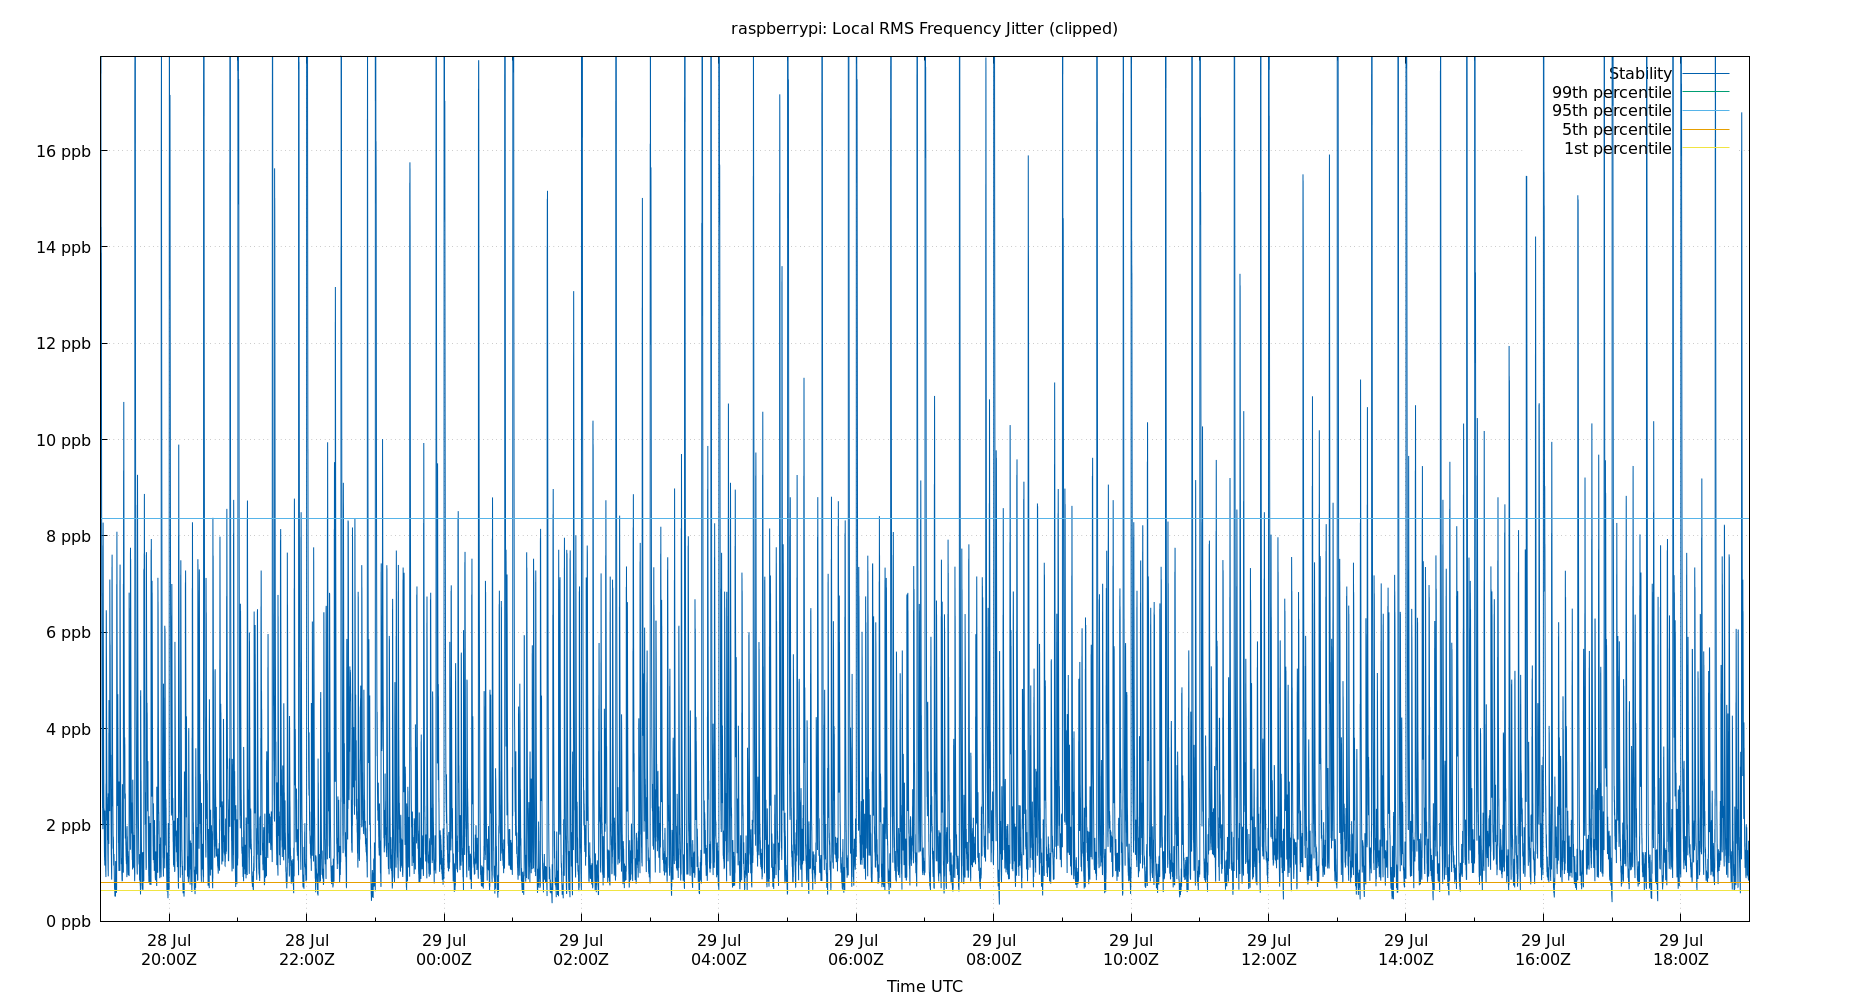 raspberrypi: Local RMS Frequency Jitter (clipped)
Stability
99th percentile
95th percentile
5th percentile
1st percentile
16 ppb
14 ppb
12 ppb
10 ppb
8 ppb
6 ppb
4 ppb
2 ppb
0 ppb
28 Jul 28 Jul 29 Jul 29 Jul 29 Jul 29 Jul 29 Jul 29 Jul 29 Jul 29 Jul 29 Jul 29 Jul
20:00Z 22:00Z 00:00Z 02:00Z 04:00Z 06:00Z 08:00Z 10:00Z 12:00Z 14:00Z 16:00Z 18:00Z
Time UTC